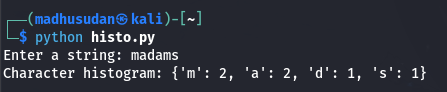 ┌──(madhusudan㉿kali)-[~]
└─$ python histo.py
Enter a string: madams
Character histogram: {'m': 2, 'a': 2, 'd': 1, 's': 1}